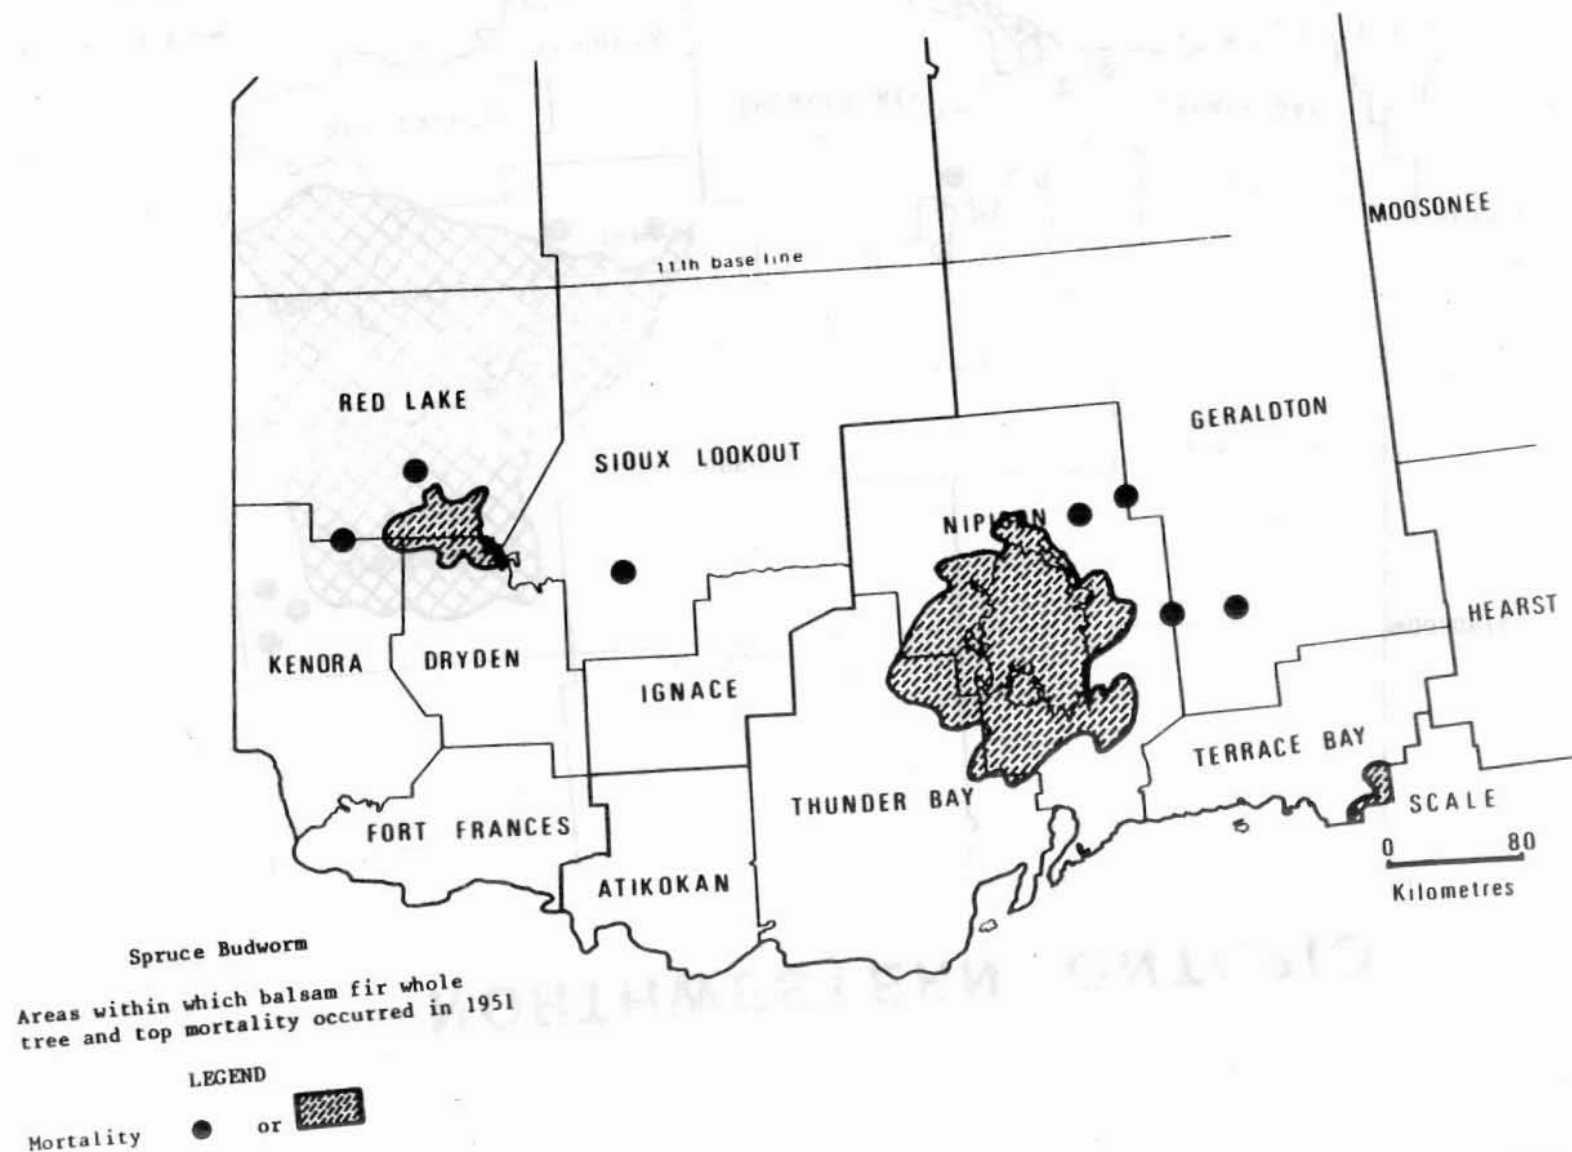 MOOSONEE
11th base line
RED LAKE
GERALDTON
SIOUX LOOKOUT
NIPIGON
HEARST
KENORA
DRYDEN
IGNACE
TERRACE BAY
THUNDER BAY
SCALE
FORT FRANCES
0 80
Kilometres
ATIKOKAN
Spruce Budworm
Areas within which balsam fir whole
tree and top mortality occurred in 1951
LEGEND
Mortality or
NORTHWESTERN ONTARIO